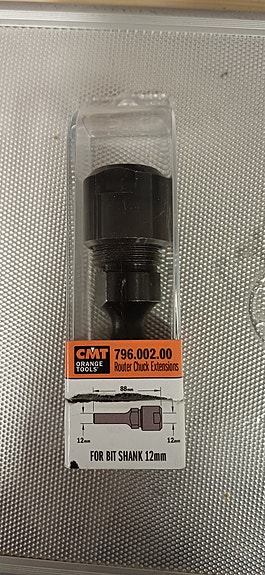 CMT
ORANGE
TOOLS
796.002.00
Router Chuck Extensions
88mm
12mm
12mm
FOR BIT SHANK 12mm